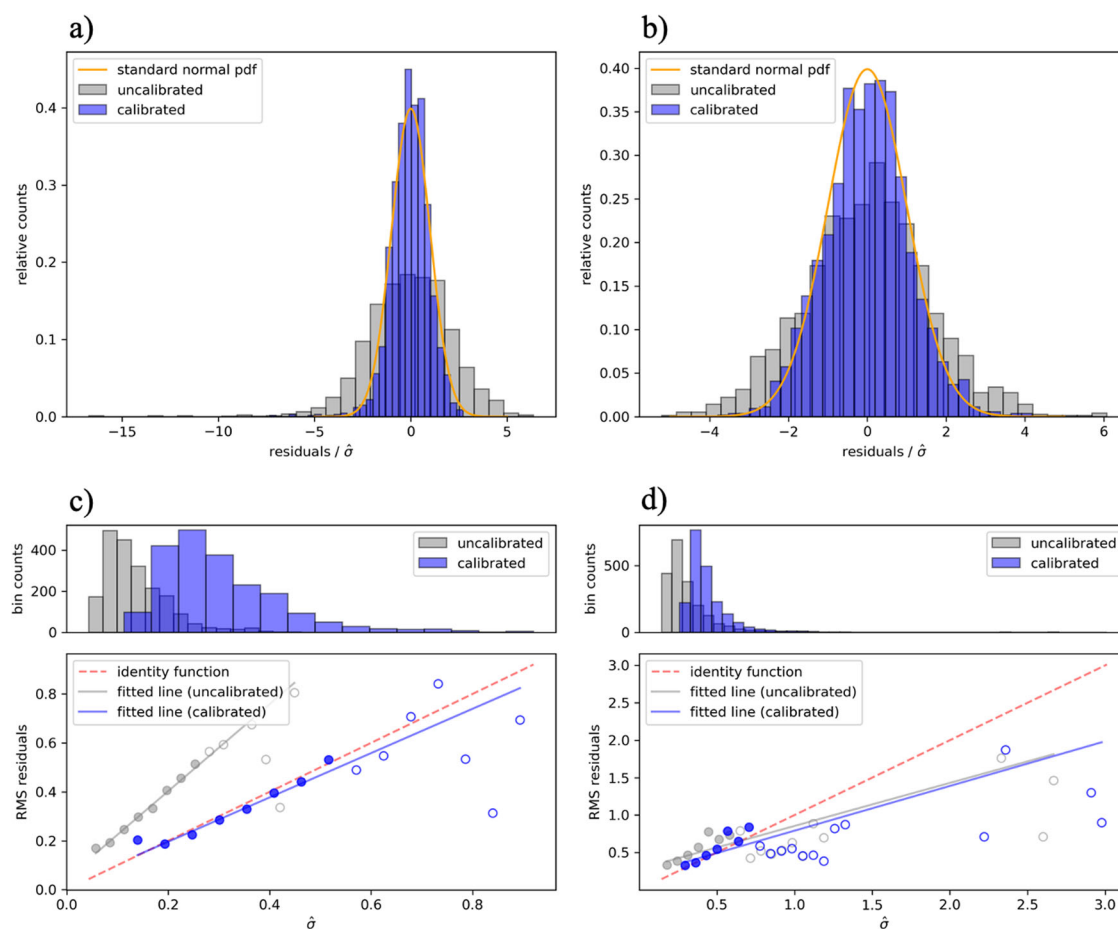 a)
standard normal pdf
uncalibrated
calibrated
relative counts
0.4
0.3
0.2
0.1
0.0
−15
−10
−5
0
5
residuals / σ̂
b)
standard normal pdf
uncalibrated
calibrated
relative counts
0.40
0.35
0.30
0.25
0.20
0.15
0.10
0.05
0.00
−4
−2
0
2
4
6
residuals / σ̂
c)
uncalibrated
calibrated
bin counts
400
200
0
identity function
fitted line (uncalibrated)
fitted line (calibrated)
RMS residuals
0.8
0.6
0.4
0.2
0.0
0.0
0.2
0.4
0.6
0.8
σ̂
d)
uncalibrated
calibrated
bin counts
500
0
identity function
fitted line (uncalibrated)
fitted line (calibrated)
RMS residuals
3.0
2.5
2.0
1.5
1.0
0.5
0.5
1.0
1.5
2.0
2.5
3.0
σ̂